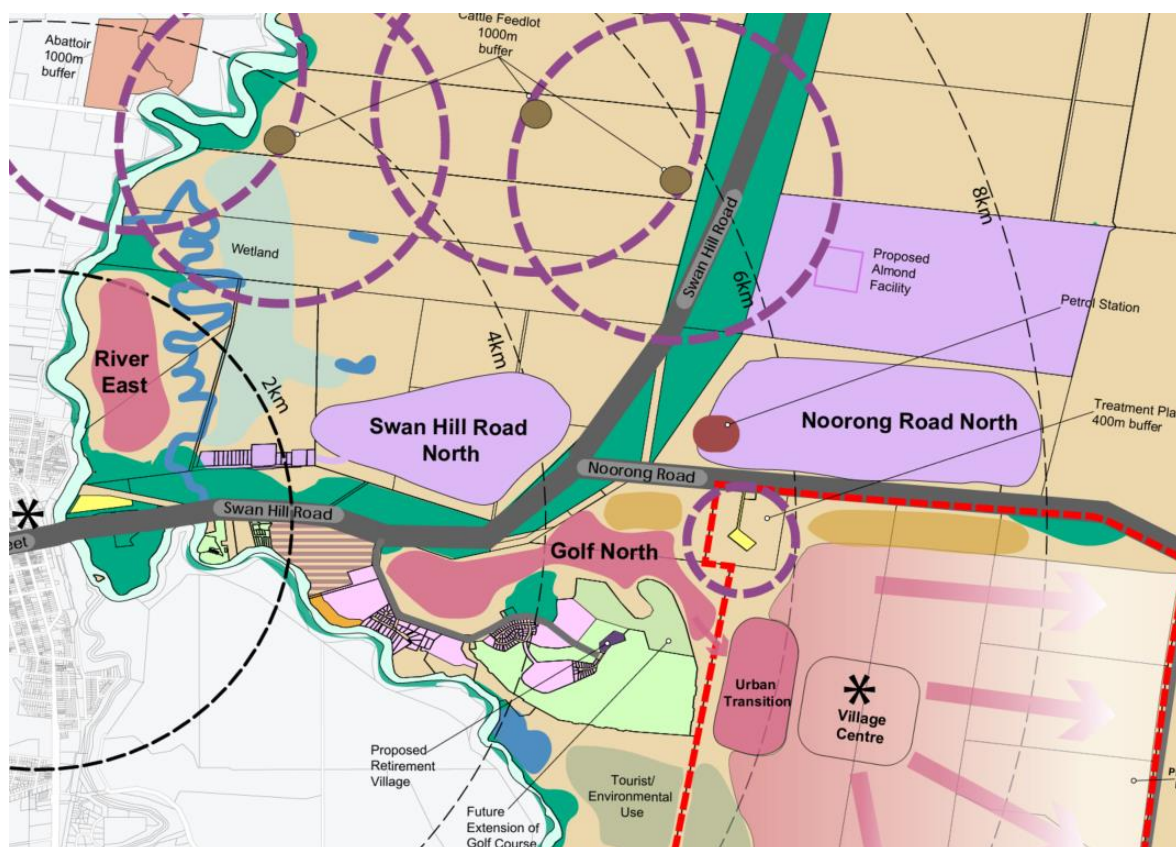 Cattle Feedlot
1000m
buffer
Abattoir
1000m
buffer
Wetland
Swan Hill Road
8km
6km
4km
2km
Proposed
Almond
Facility
Petrol Station
River
East
Swan Hill Road
North
Noorong Road North
Treatment Pla
400m buffer
Noorong Road
Swan Hill Road
eet
Golf North
Urban
Transition
Village
Centre
Proposed
Retirement
Village
Tourist/
Environmental
Use
Future
Extension of
Golf Course
P